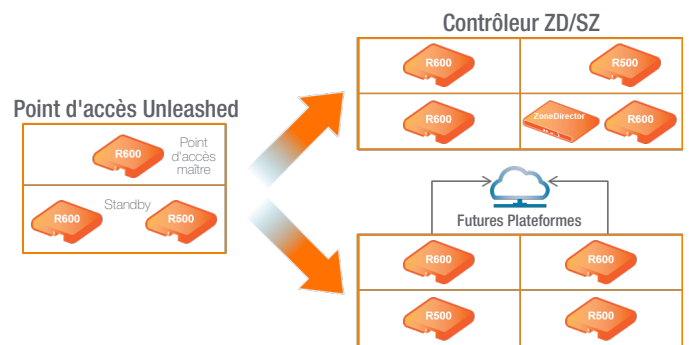 Point d'accès Unleashed
R600
Point
d'accès
maître
Standby
R600
R500
Contrôleur ZD/SZ
R600
R500
R600
ZoneDirector
R600
Futures Plateformes
R600
R600
R500
R500